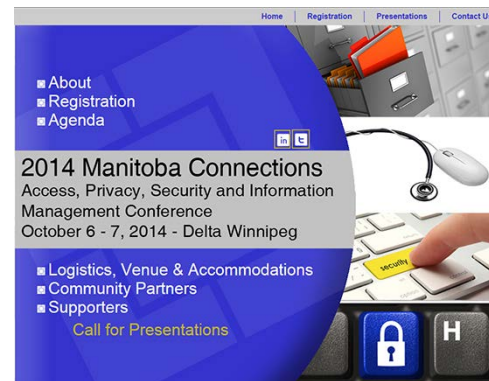 Home | Registration | Presentations | Contact U
About
Registration
Agenda
in t
2014 Manitoba Connections
Access, Privacy, Security and Information
Management Conference
October 6 - 7, 2014 - Delta Winnipeg
security
Logistics, Venue & Accommodations
Community Partners
Supporters
Call for Presentations
H